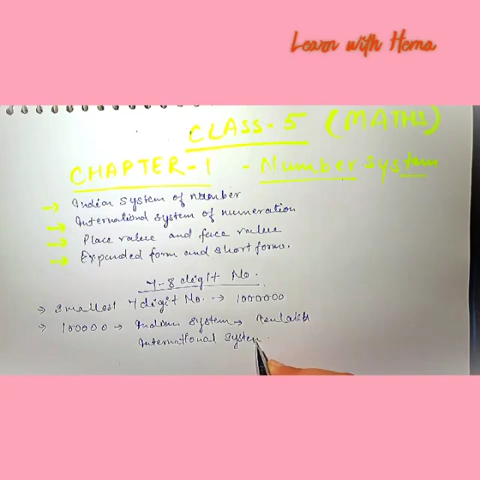 Learn with Hema
CLASS-5 (MATHS)
CHAPTER-1 - Number system
→ Indian system of number
→ International system of numeration
→ Place value and face value
→ Expanded form and short forms.
7-8 digit No.
→ Smallest 7 digit No. → 1000000
→ 100000 → Indian system → Tenlakh
International system